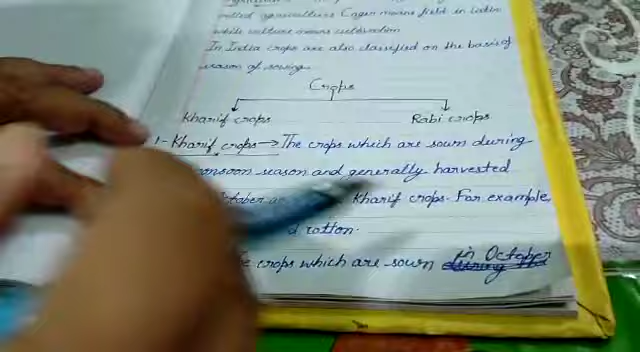 called agriculture (ager means field in latin
while culture means cultivation
In India crops are also classified on the basis of
season of sowing
Crops
Kharif crops Rabi crops
1- Kharif crops → The crops which are sown during
monsoon season and generally harvested
October Kharif crops. For example,
cotton.
crops which are sown in October